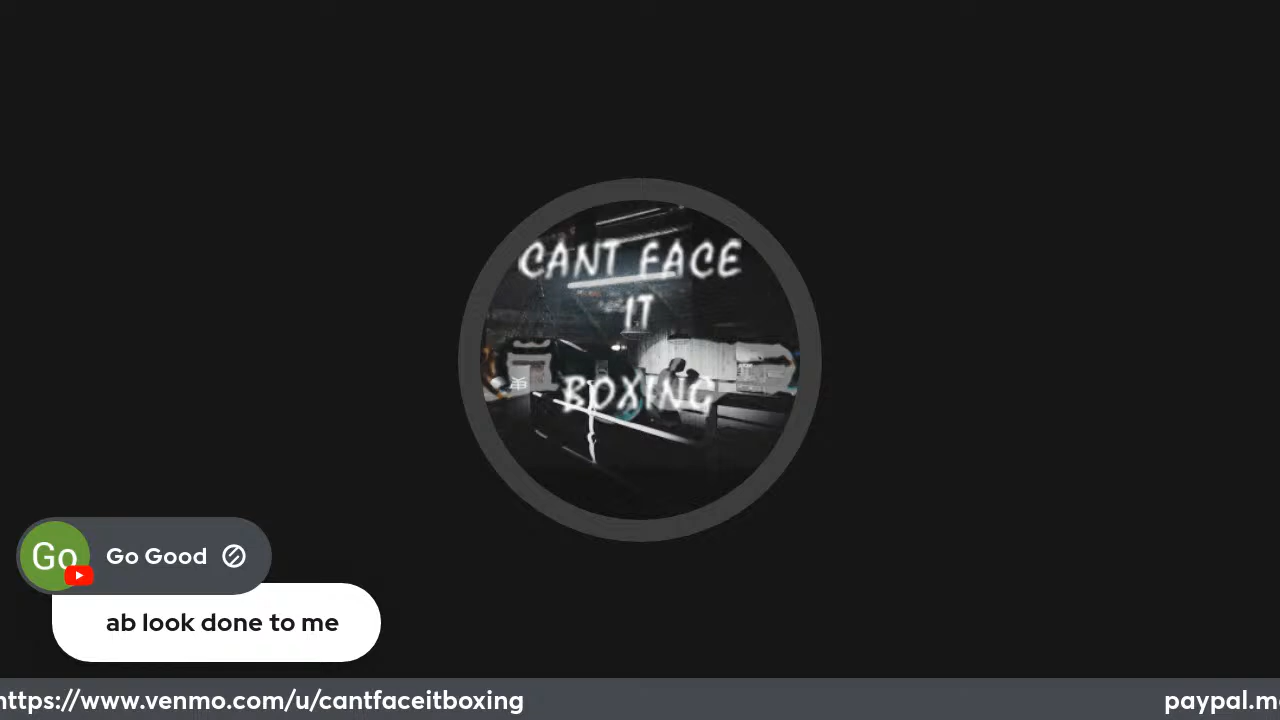 CANT FACE
IT
BOXING
Go
Go Good
ab look done to me
https://www.venmo.com/u/cantfaceitboxing
paypal.m